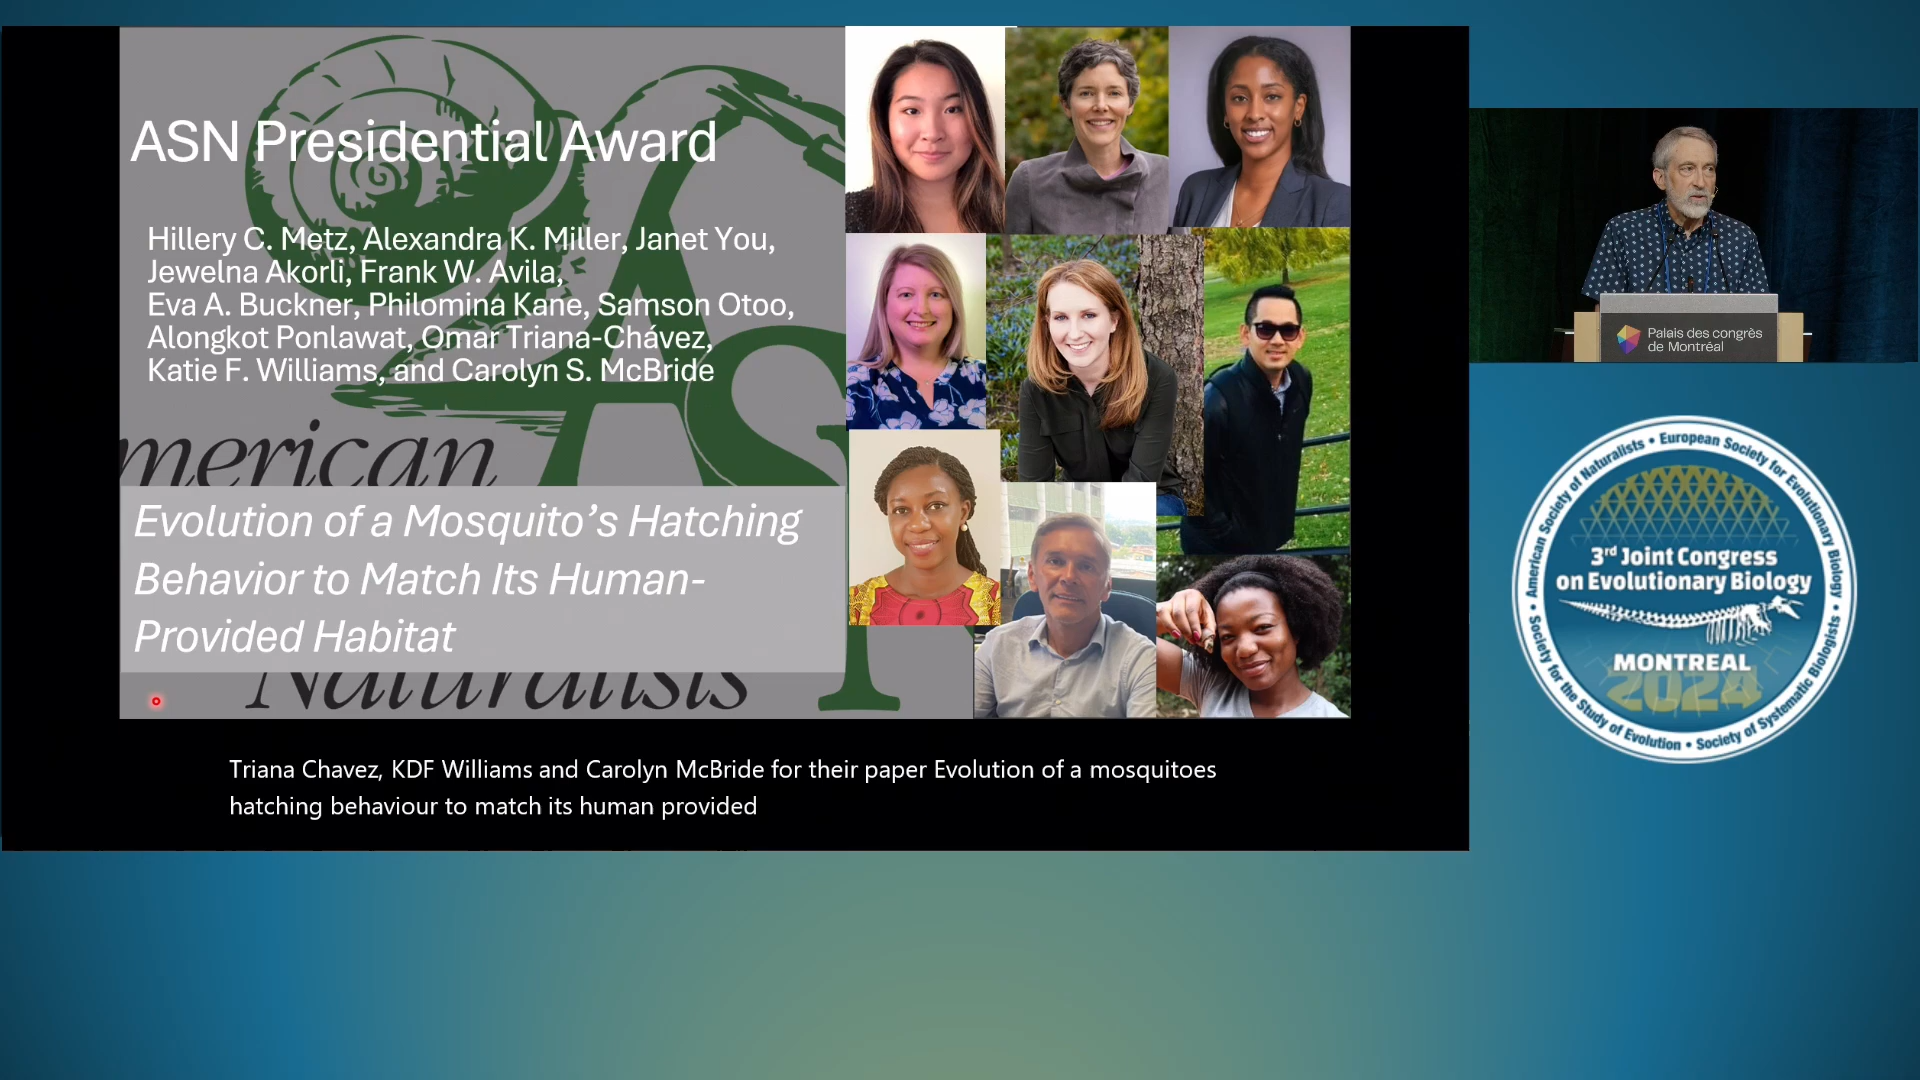 ASN Presidential Award
Hillery C. Metz, Alexandra K. Miller, Janet You,
Jewelna Akorli, Frank W. Avila,
Eva A. Buckner, Philomina Kane, Samson Otoo,
Alongkot Ponlawat, Omar Triana-Chávez,
Katie F. Williams, and Carolyn S. McBride
merican
Evolution of a Mosquito's Hatching
Behavior to Match Its Human-
Provided Habitat
Naturalists
Triana Chavez, KDF Williams and Carolyn McBride for their paper Evolution of a mosquitoes
hatching behaviour to match its human provided
Palais des congrès
de Montréal
American Society of Naturalists • European Society for Evolutionary Biology •
Society of Systematic Biologists • Society for the Study of Evolution •
3rd Joint Congress
on Evolutionary Biology
MONTREAL
2024